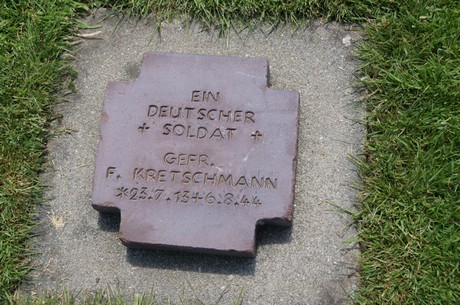 EIN
DEUTSCHER
+ SOLDAT +
GEFR.
F. KRETSCHMANN
*23.7.13+6.8.44